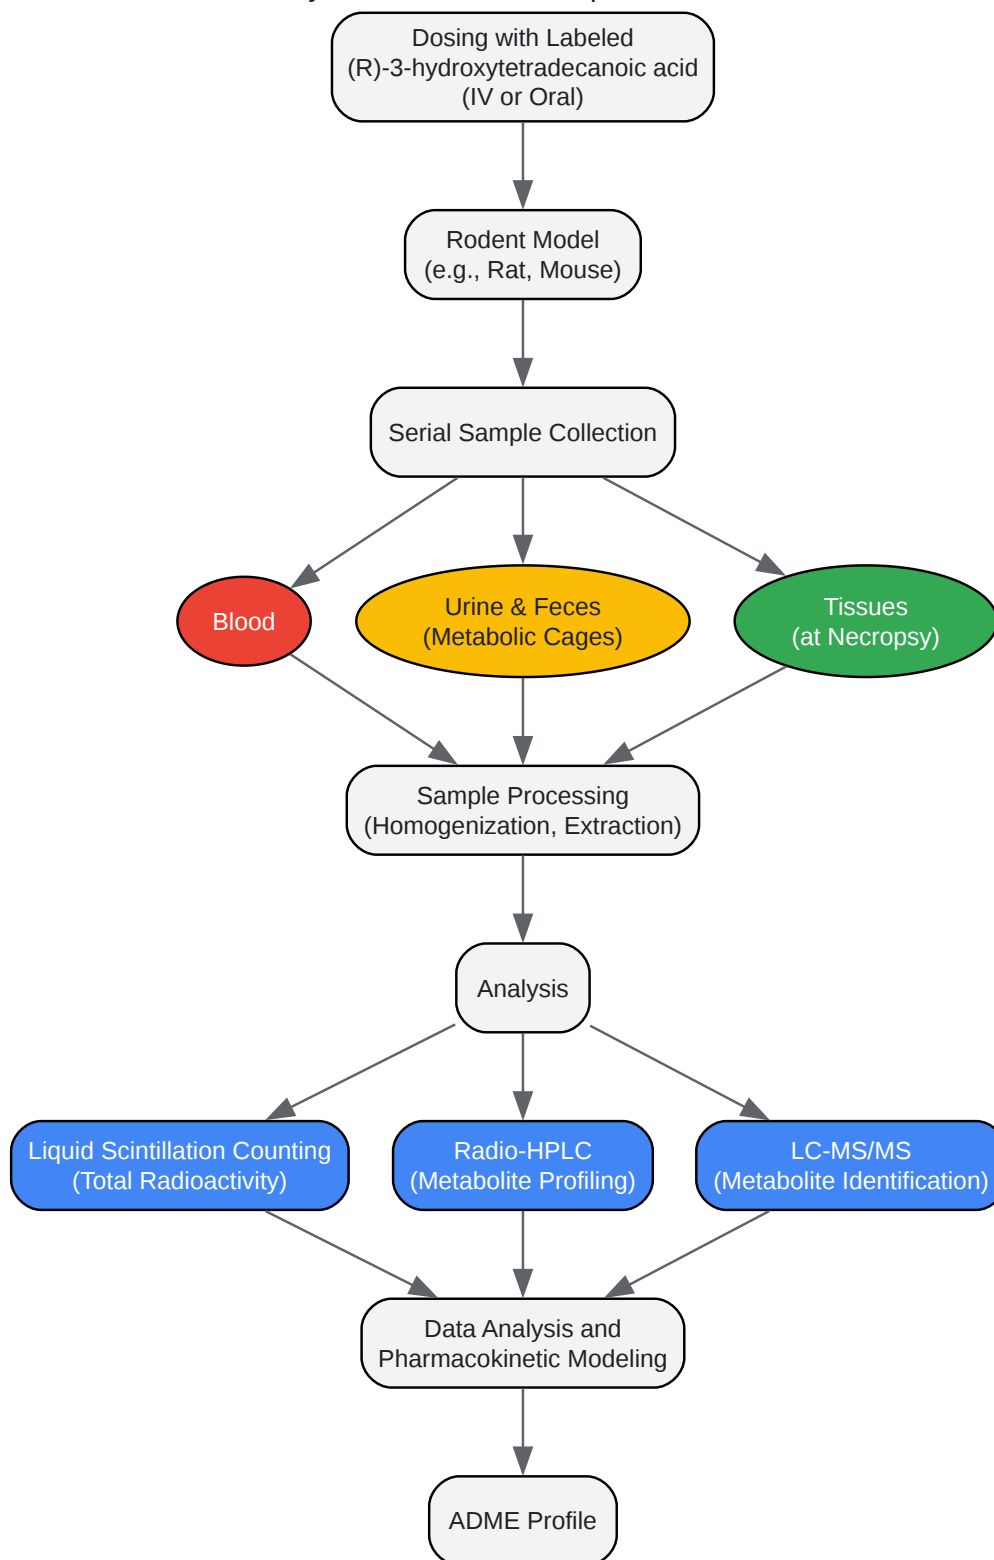 Dosing with Labeled
(R)-3-hydroxytetradecanoic acid
(IV or Oral)
Rodent Model
(e.g., Rat, Mouse)
Serial Sample Collection
Blood
Urine & Feces
(Metabolic Cages)
Tissues
(at Necropsy)
Sample Processing
(Homogenization, Extraction)
Analysis
Liquid Scintillation Counting
(Total Radioactivity)
Radio-HPLC
(Metabolite Profiling)
LC-MS/MS
(Metabolite Identification)
Data Analysis and
Pharmacokinetic Modeling
ADME Profile